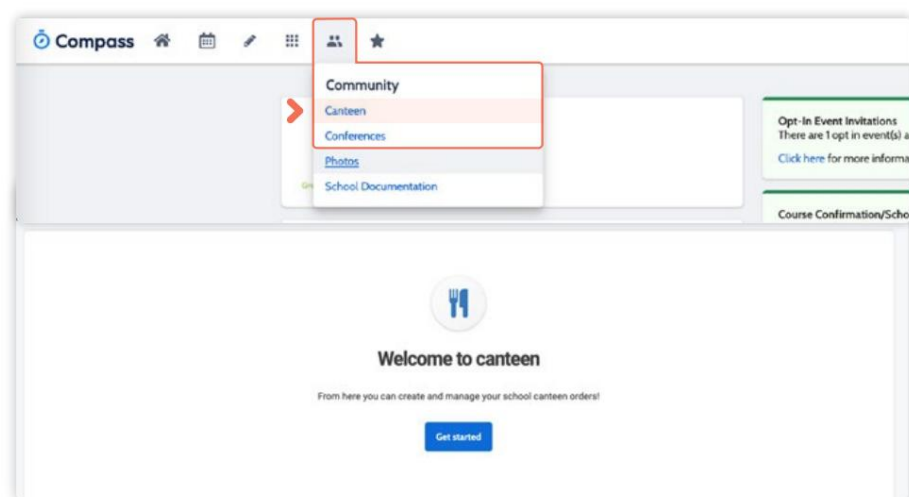 Compass
Community
Canteen
Conferences
Photos
School Documentation
Opt-In Event Invitations
There are 1 opt in event(s) a
Click here for more informa
Course Confirmation/Scho
Welcome to canteen
From here you can create and manage your school canteen orders!
Get started